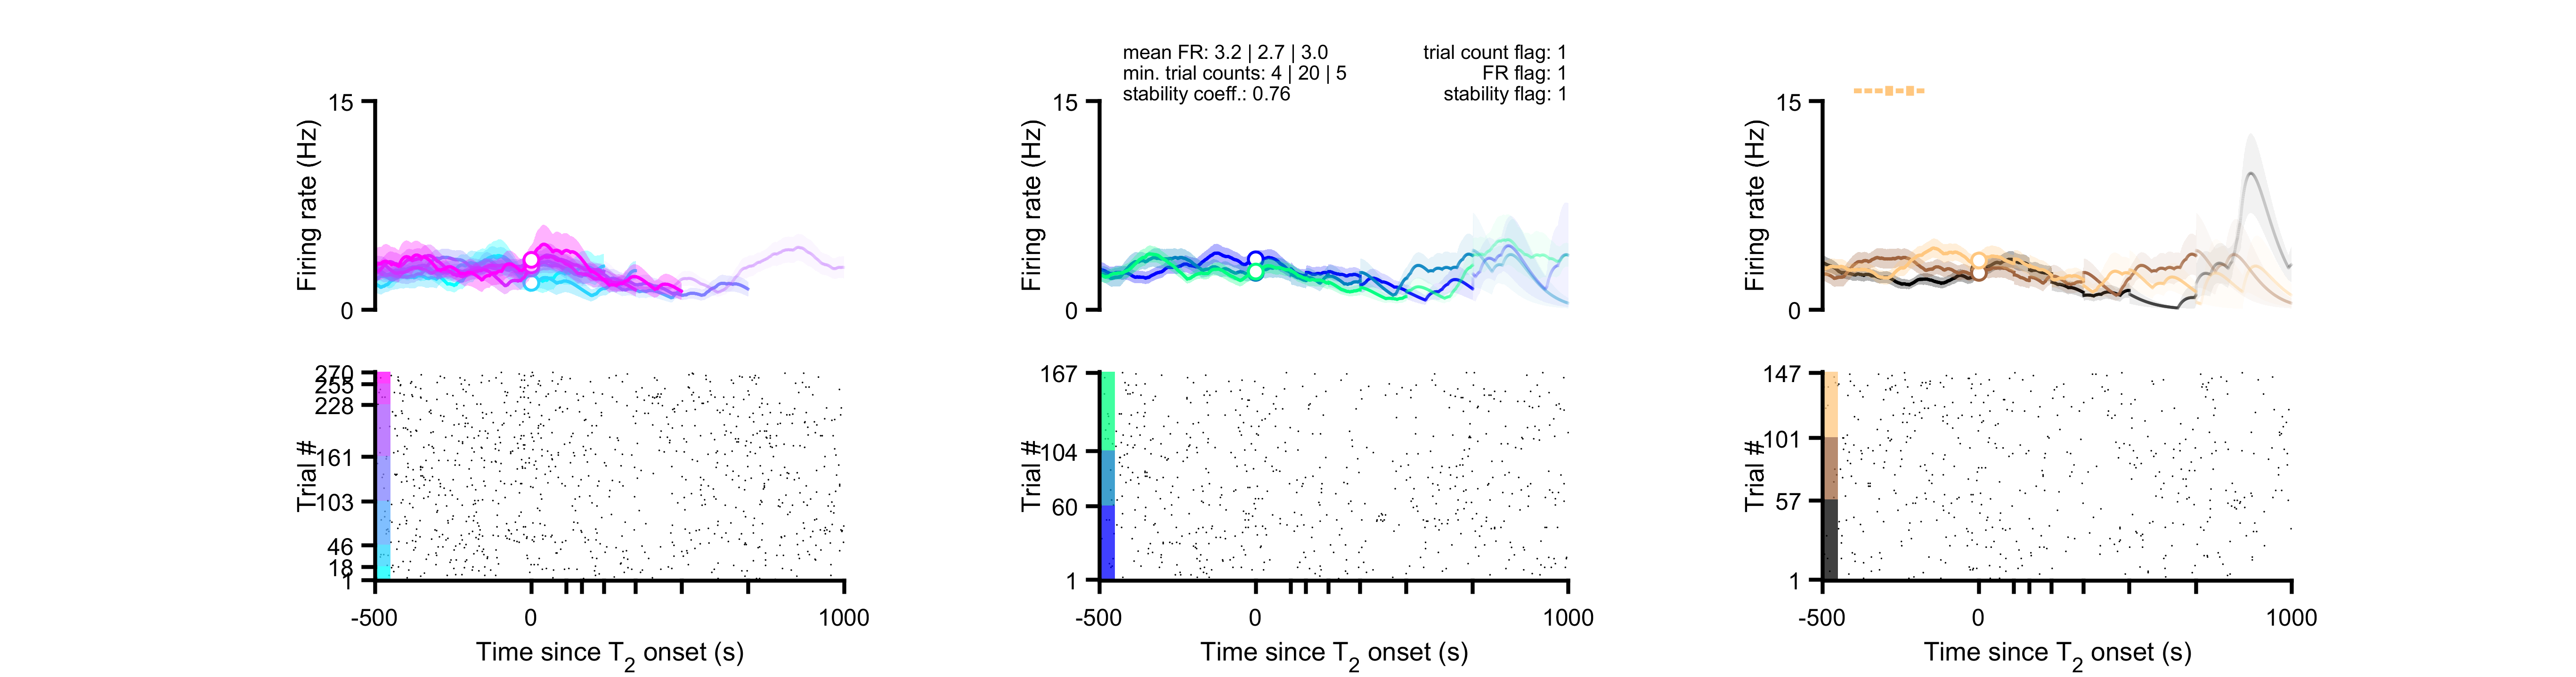 mean FR: 3.2 | 2.7 | 3.0
min. trial counts: 4 | 20 | 5
stability coeff.: 0.76
trial count flag: 1
FR flag: 1
stability flag: 1
15
Firing rate (Hz)
0
15
Firing rate (Hz)
0
15
Firing rate (Hz)
0
270
255
228
161
103
46
18
1
Trial #
-500
0
1000
Time since T2 onset (s)
167
104
60
1
Trial #
-500
0
1000
Time since T2 onset (s)
147
101
57
1
Trial #
-500
0
1000
Time since T2 onset (s)